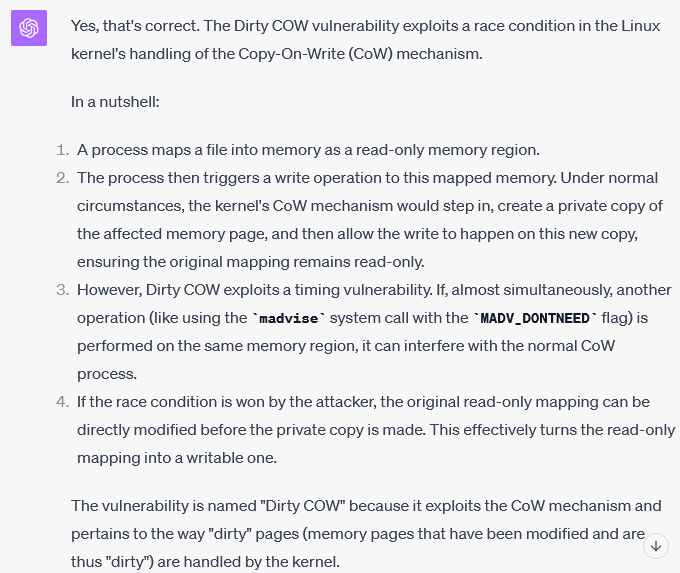 Yes, that's correct. The Dirty COW vulnerability exploits a race condition in the Linux
kernel's handling of the Copy-On-Write (CoW) mechanism.
In a nutshell:
1. A process maps a file into memory as a read-only memory region.
2. The process then triggers a write operation to this mapped memory. Under normal
circumstances, the kernel's CoW mechanism would step in, create a private copy of
the affected memory page, and then allow the write to happen on this new copy,
ensuring the original mapping remains read-only.
3. However, Dirty COW exploits a timing vulnerability. If, almost simultaneously, another
operation (like using the `madvise` system call with the `MADV_DONTNEED` flag) is
performed on the same memory region, it can interfere with the normal CoW
process.
4. If the race condition is won by the attacker, the original read-only mapping can be
directly modified before the private copy is made. This effectively turns the read-only
mapping into a writable one.
The vulnerability is named "Dirty COW" because it exploits the CoW mechanism and
pertains to the way "dirty" pages (memory pages that have been modified and are
thus "dirty") are handled by the kernel.